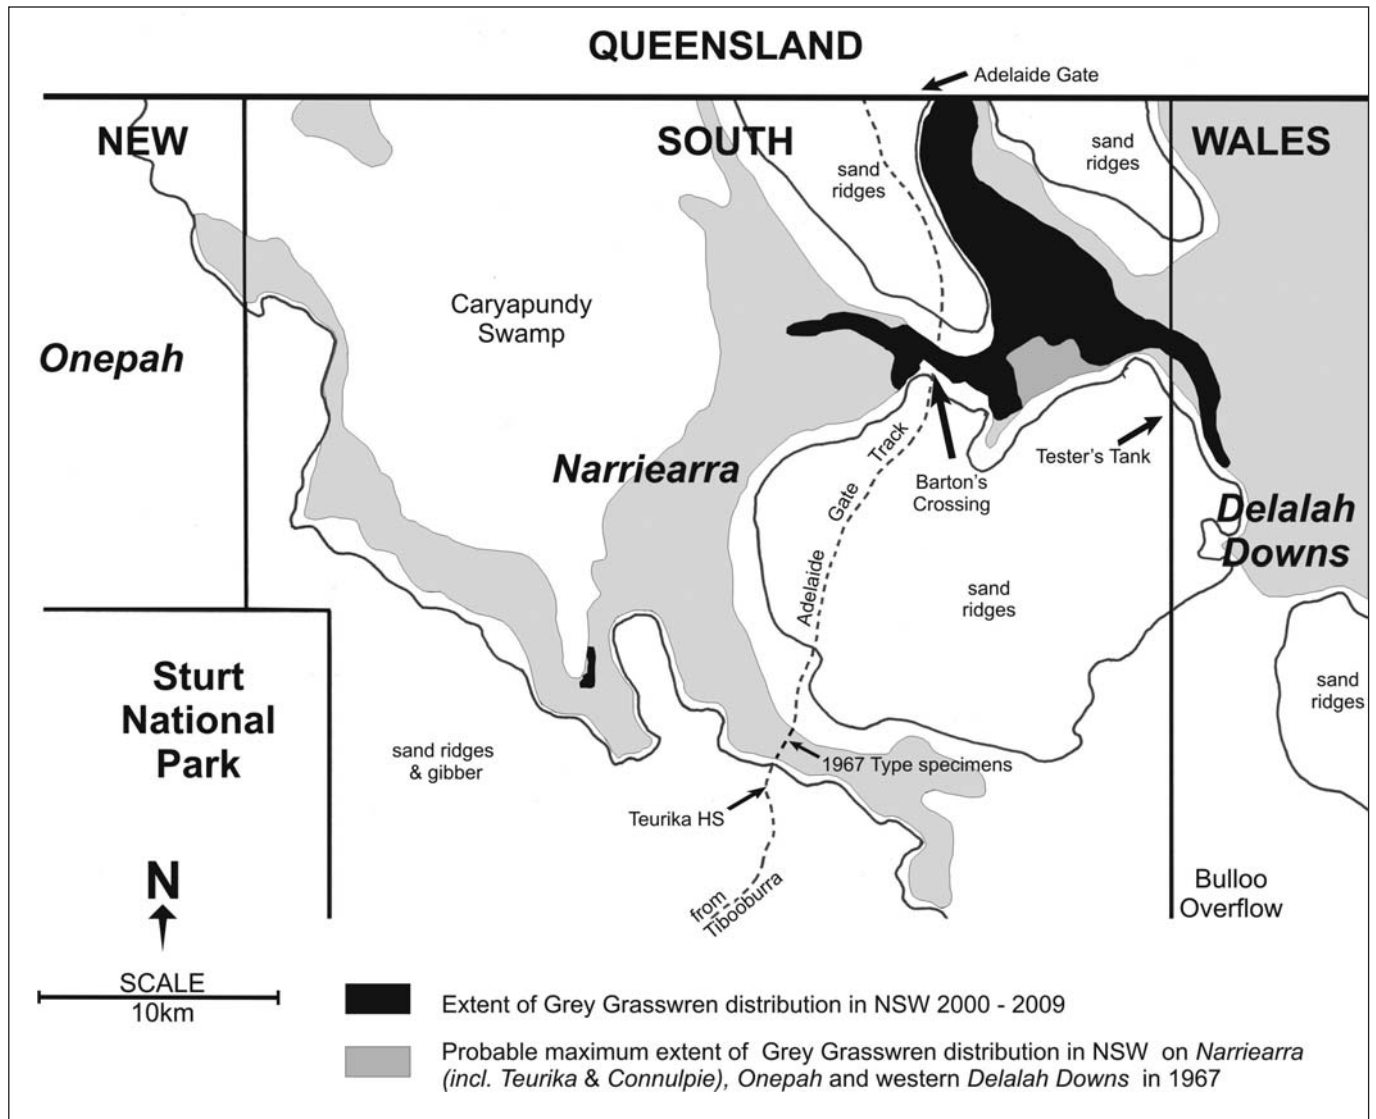 QUEENSLAND
Adelaide Gate
NEW
SOUTH
WALES
sand
ridges
sand
ridges
Caryapundy
Swamp
Onepah
Narriearra
Adelaide Gate Track
Barton's
Crossing
Tester's Tank
Delalah
Downs
sand
ridges
Sturt
National
Park
sand ridges
& gibber
sand
ridges
1967 Type specimens
Teurika HS
from
Tibooburra
Bulloo
Overflow
N
SCALE
10km
Extent of Grey Grasswren distribution in NSW 2000 - 2009
Probable maximum extent of Grey Grasswren distribution in NSW on Narriearra
(incl. Teurika & Connulpie), Onepah and western Delalah Downs in 1967